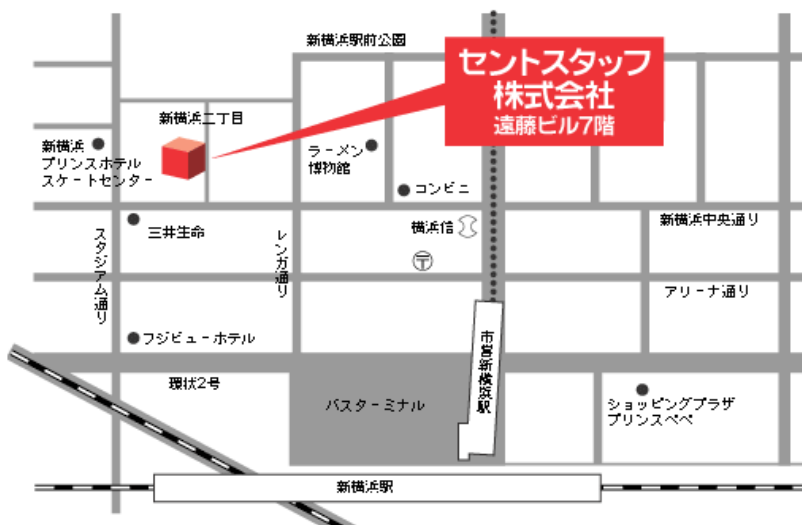 新横浜駅前公園
セントスタッフ
株式会社
遠藤ビル7階
新横浜二丁目
新横浜
プリンスホテル
スケートセンター
ラーメン
博物館
コンビニ
三井生命
横浜信
新横浜中央通り
スタジアム通り
レンガ通り
〒
アリーナ通り
フジビューホテル
市営新横浜駅
環状2号
バスターミナル
ショッピングプラザ
プリンスペペ
新横浜駅